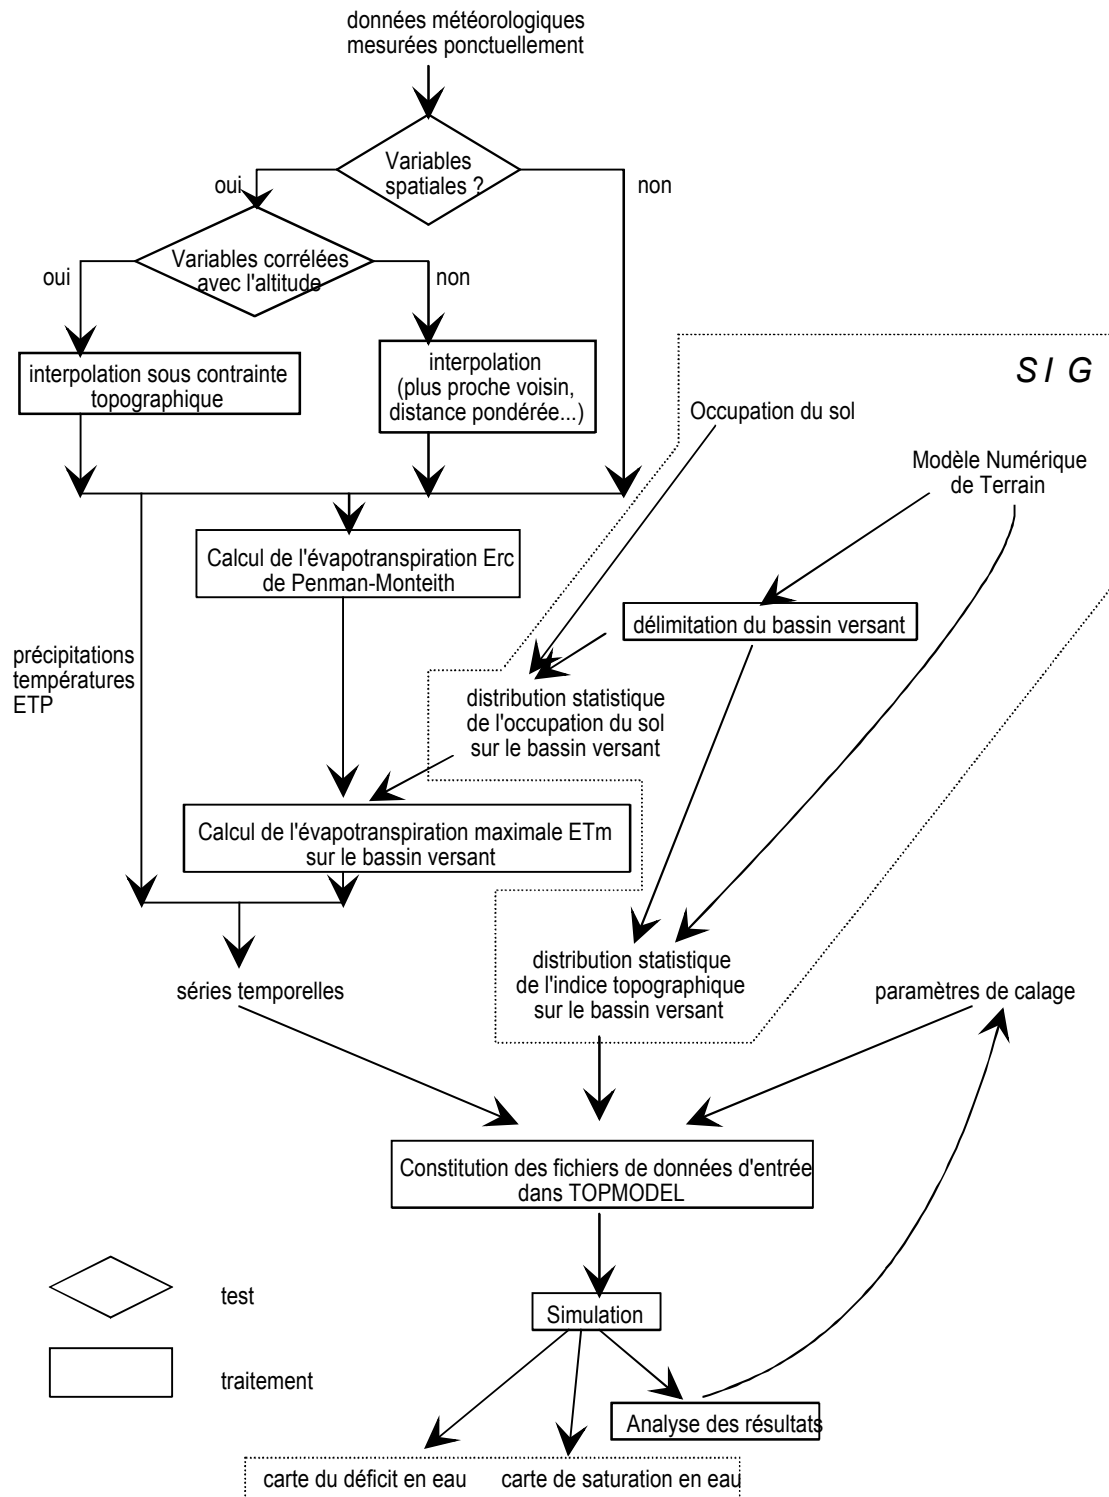 données météorologiques
mesurées ponctuellement
Variables
spatiales ?
oui
non
Variables corrélées
avec l'altitude
oui
non
interpolation sous contrainte
topographique
interpolation
(plus proche voisin,
distance pondérée...)
SIG
Occupation du sol
Modèle Numérique
de Terrain
Calcul de l'évapotranspiration Erc
de Penman-Monteith
délimitation du bassin versant
précipitations
températures
ETP
distribution statistique
de l'occupation du sol
sur le bassin versant
Calcul de l'évapotranspiration maximale ETm
sur le bassin versant
distribution statistique
de l'indice topographique
sur le bassin versant
séries temporelles
paramètres de calage
Constitution des fichiers de données d'entrée
dans TOPMODEL
test
Simulation
traitement
Analyse des résultats
carte du déficit en eau
carte de saturation en eau